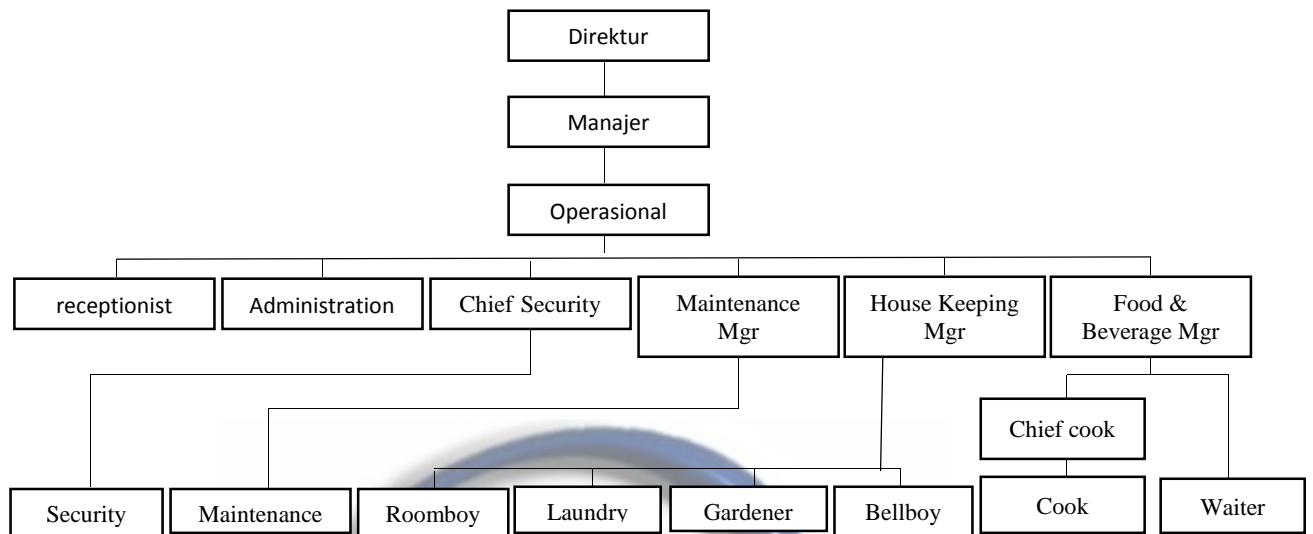 Direktur
Manajer
Operasional
receptionist
Administration
Chief Security
Maintenance
Mgr
House Keeping
Mgr
Food &
Beverage Mgr
Chief cook
Security
Maintenance
Roomboy
Laundry
Gardener
Bellboy
Cook
Waiter